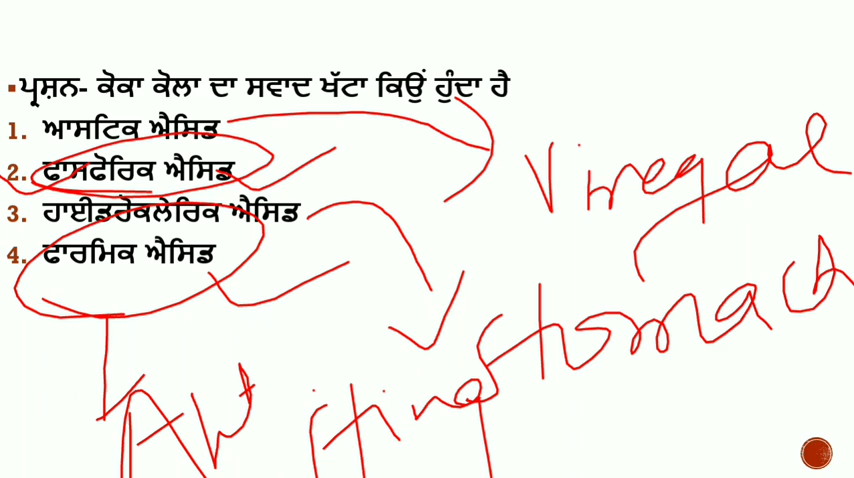 ▪ਪ੍ਰਸ਼ਨ- ਕੋਕਾ ਕੋਲਾ ਦਾ ਸਵਾਦ ਖੱਟਾ ਕਿਉਂ ਹੁੰਦਾ ਹੈ
1. ਆਸਟਿਕ ਐਸਿਡ
2. ਫਾਸਫੋਰਿਕ ਐਸਿਡ
3. ਹਾਈਡਰੋਕਲੇਰਿਕ ਐਸਿਡ
4. ਫਾਰਮਿਕ ਐਸਿਡ
Vinegar
Stomach
Ant sting